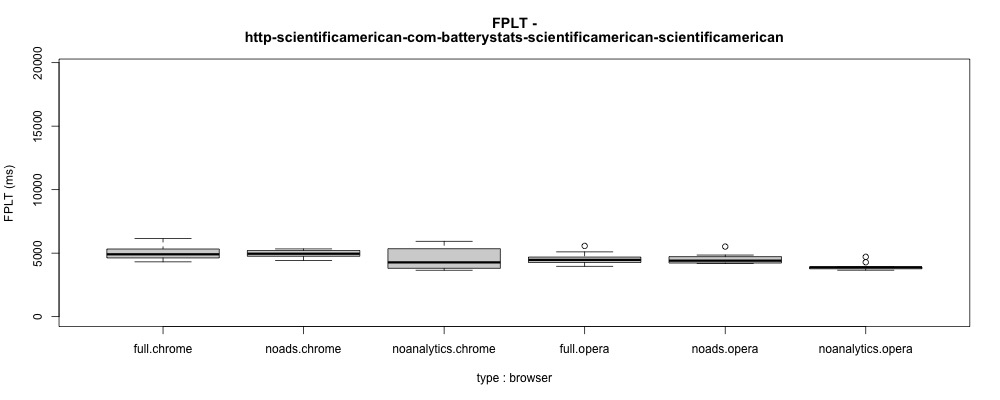 FPLT -
http-scientificamerican-com-batterystats-scientificamerican-scientificamerican
FPLT (ms)
20000
15000
10000
5000
0
full.chrome noads.chrome noanalytics.chrome full.opera noads.opera noanalytics.opera
type : browser